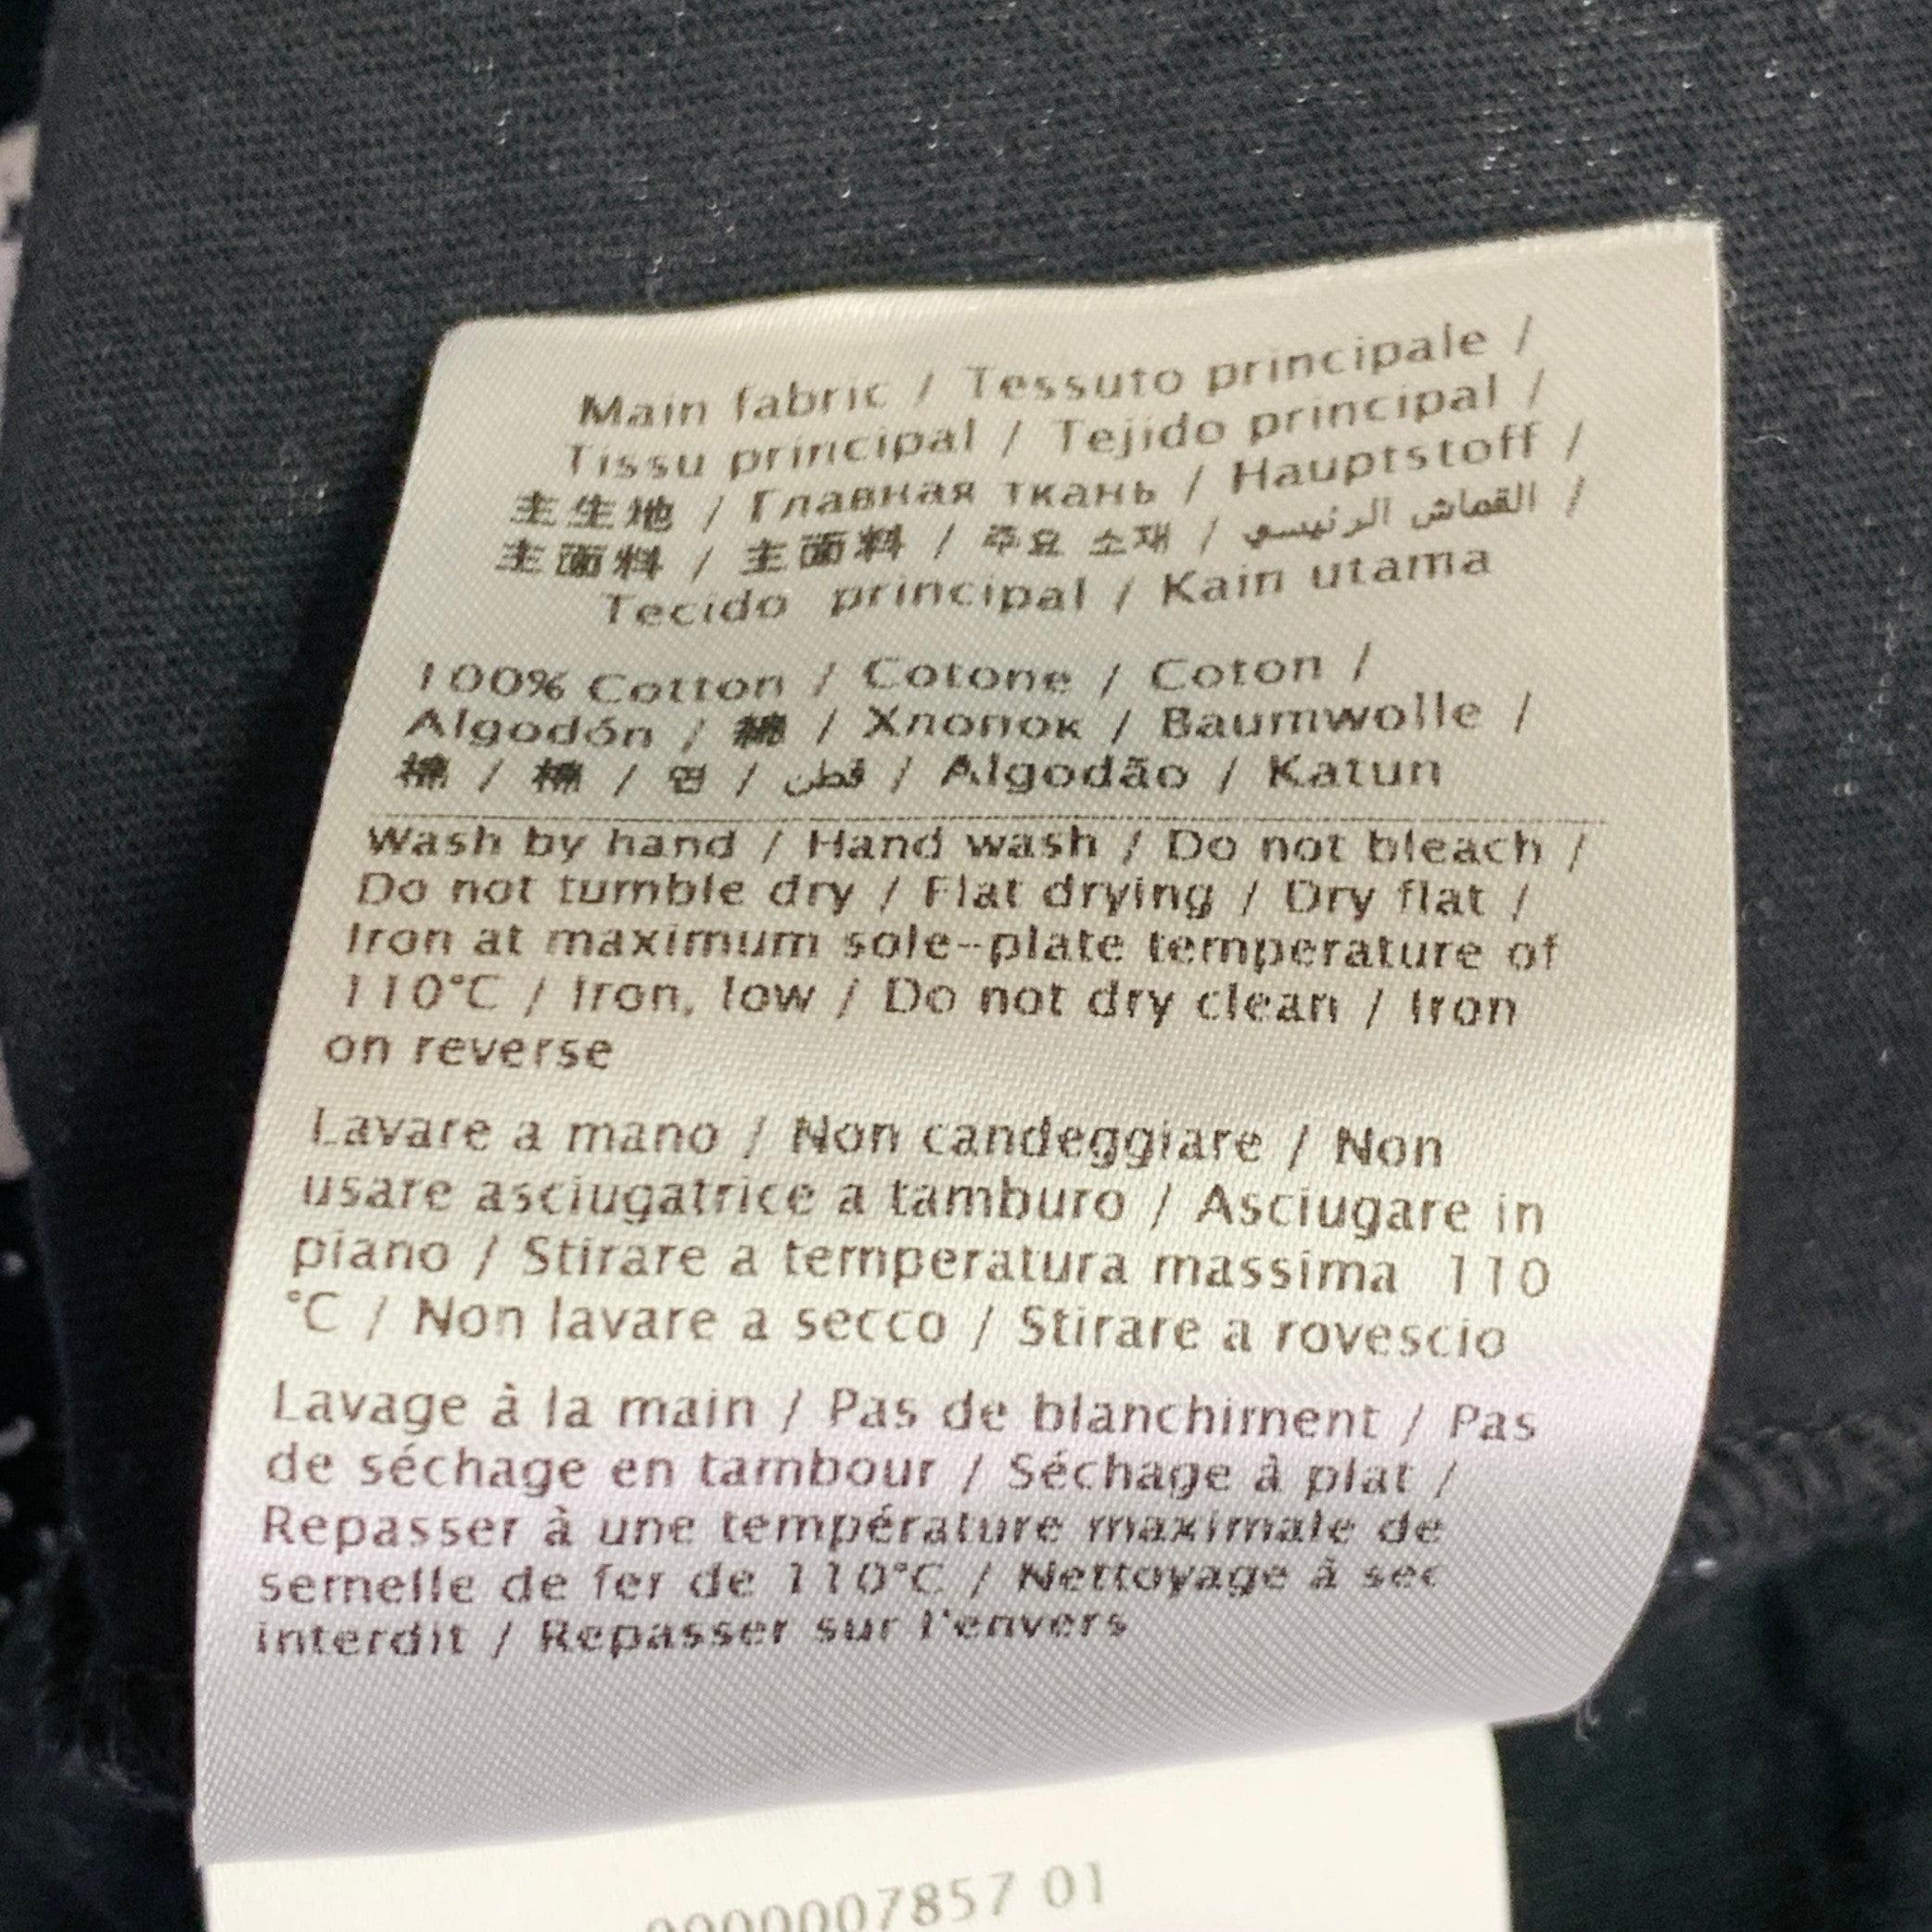 Main fabric / Tessuto principale /
Tissu principal / Tejido principal /
主生地 / Главная ткань / Hauptstoff /
主面料 / 主面料 / 주요 소재 / القماش الرئيسي /
Tecido principal / Kain utama
100% Cotton / Cotone / Coton /
Algodón / 綿 / Хлопок / Baumwolle /
棉 / 棉 / 면 / قطن / Algodão / Katun
Wash by hand / Hand wash / Do not bleach /
Do not tumble dry / Flat drying / Dry flat /
Iron at maximum sole-plate temperature of
110°C / Iron, low / Do not dry clean / Iron
on reverse
Lavare a mano / Non candeggiare / Non
usare asciugatrice a tamburo / Asciugare in
piano / Stirare a temperatura massima 110
°C / Non lavare a secco / Stirare a rovescio
Lavage à la main / Pas de blanchiment / Pas
de séchage en tambour / Séchage à plat /
Repasser à une température maximale de
semelle de fer de 110°C / Nettoyage à sec
interdit / Repasser sur l'envers
0000007857 01